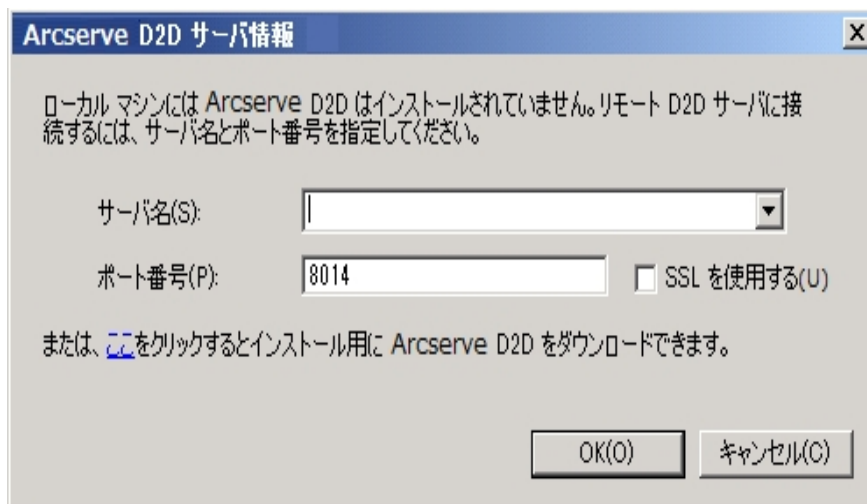 Arcserve D2D サーバ情報
ローカル マシンには Arcserve D2D はインストールされていません。リモート D2D サーバに接
続するには、サーバ名とポート番号を指定してください。
サーバ名(S):
ポート番号(P): 8014 SSL を使用する(U)
または、ここをクリックするとインストール用に Arcserve D2D をダウンロードできます。
OK(O) キャンセル(C)